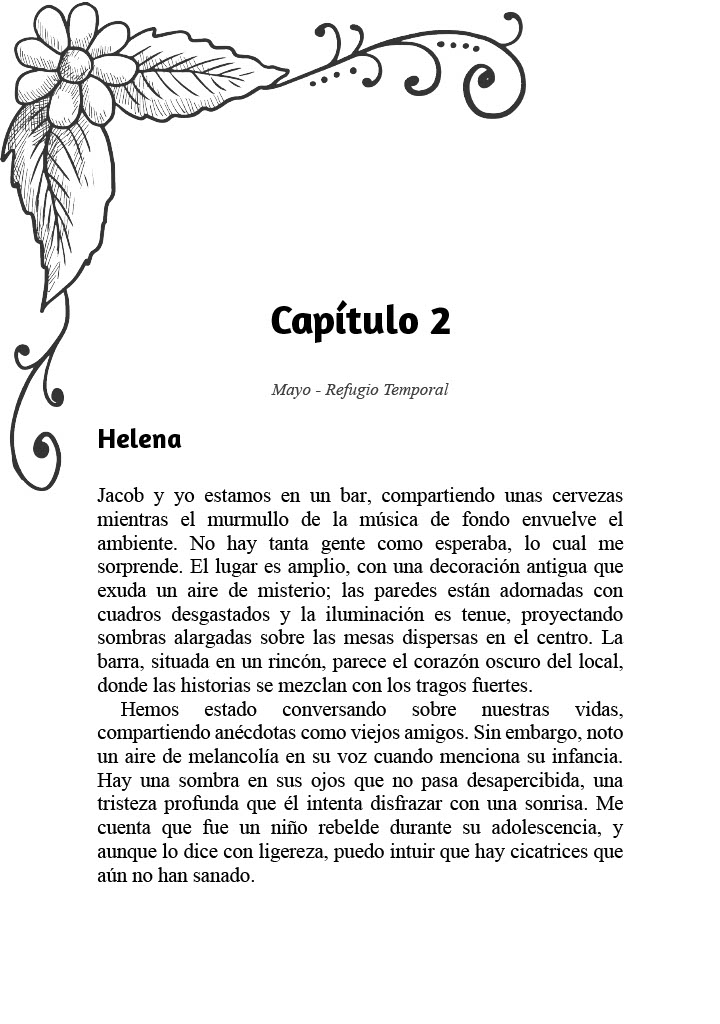 Capítulo 2
Mayo - Refugio Temporal
Helena
Jacob y yo estamos en un bar, compartiendo unas cervezas
mientras el murmullo de la música de fondo envuelve el
ambiente. No hay tanta gente como esperaba, lo cual me
sorprende. El lugar es amplio, con una decoración antigua que
exuda un aire de misterio; las paredes están adornadas con
cuadros desgastados y la iluminación es tenue, proyectando
sombras alargadas sobre las mesas dispersas en el centro. La
barra, situada en un rincón, parece el corazón oscuro del local,
donde las historias se mezclan con los tragos fuertes.
Hemos estado conversando sobre nuestras vidas,
compartiendo anécdotas como viejos amigos. Sin embargo, noto
un aire de melancolía en su voz cuando menciona su infancia.
Hay una sombra en sus ojos que no pasa desapercibida, una
tristeza profunda que él intenta disfrazar con una sonrisa. Me
cuenta que fue un niño rebelde durante su adolescencia, y
aunque lo dice con ligereza, puedo intuir que hay cicatrices que
aún no han sanado.